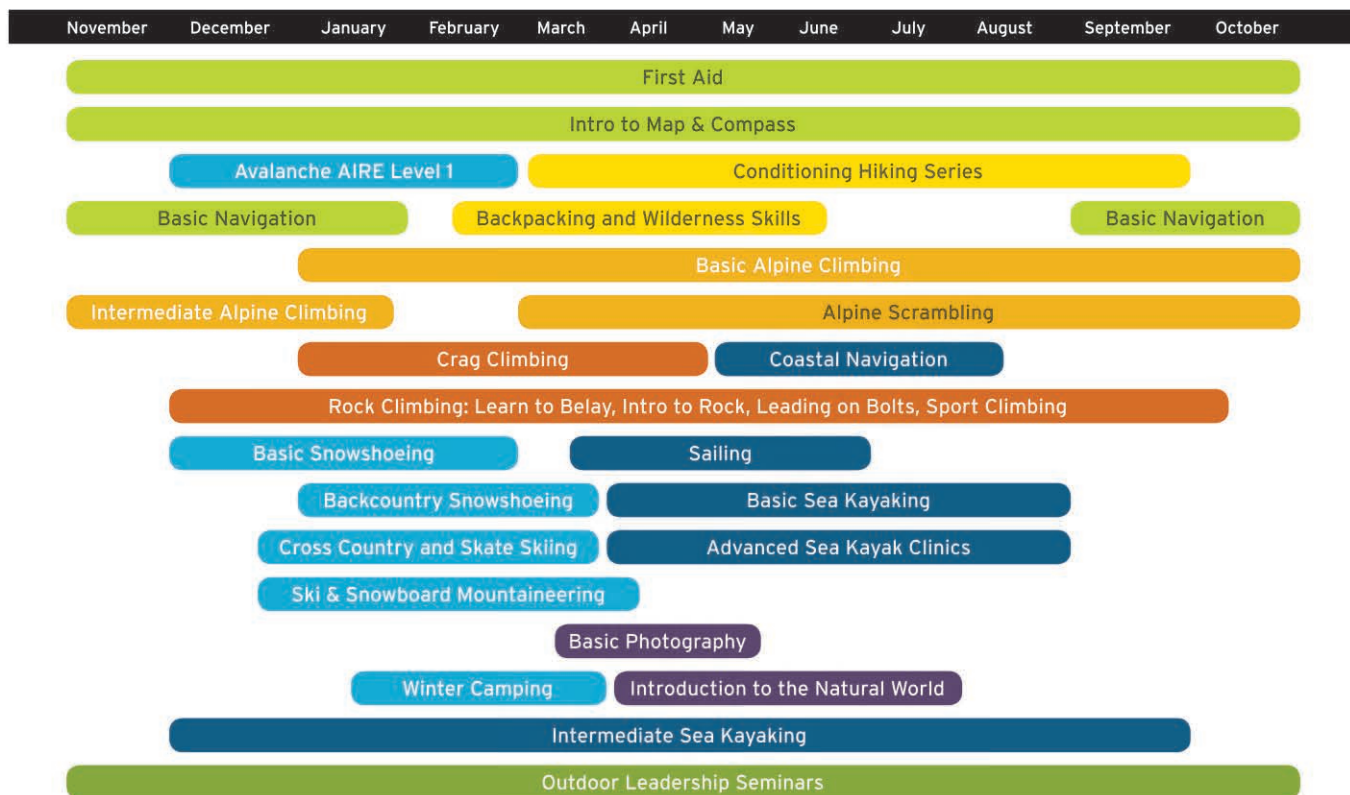 November December January February March April May June July August September October
First Aid
Intro to Map & Compass
Avalanche AIRE Level 1 Conditioning Hiking Series
Basic Navigation Backpacking and Wilderness Skills Basic Navigation
Basic Alpine Climbing
Intermediate Alpine Climbing Alpine Scrambling
Crag Climbing Coastal Navigation
Rock Climbing: Learn to Belay, Intro to Rock, Leading on Bolts, Sport Climbing
Basic Snowshoeing Sailing
Backcountry Snowshoeing Basic Sea Kayaking
Cross Country and Skate Skiing Advanced Sea Kayak Clinics
Ski & Snowboard Mountaineering
Basic Photography
Winter Camping Introduction to the Natural World
Intermediate Sea Kayaking
Outdoor Leadership Seminars